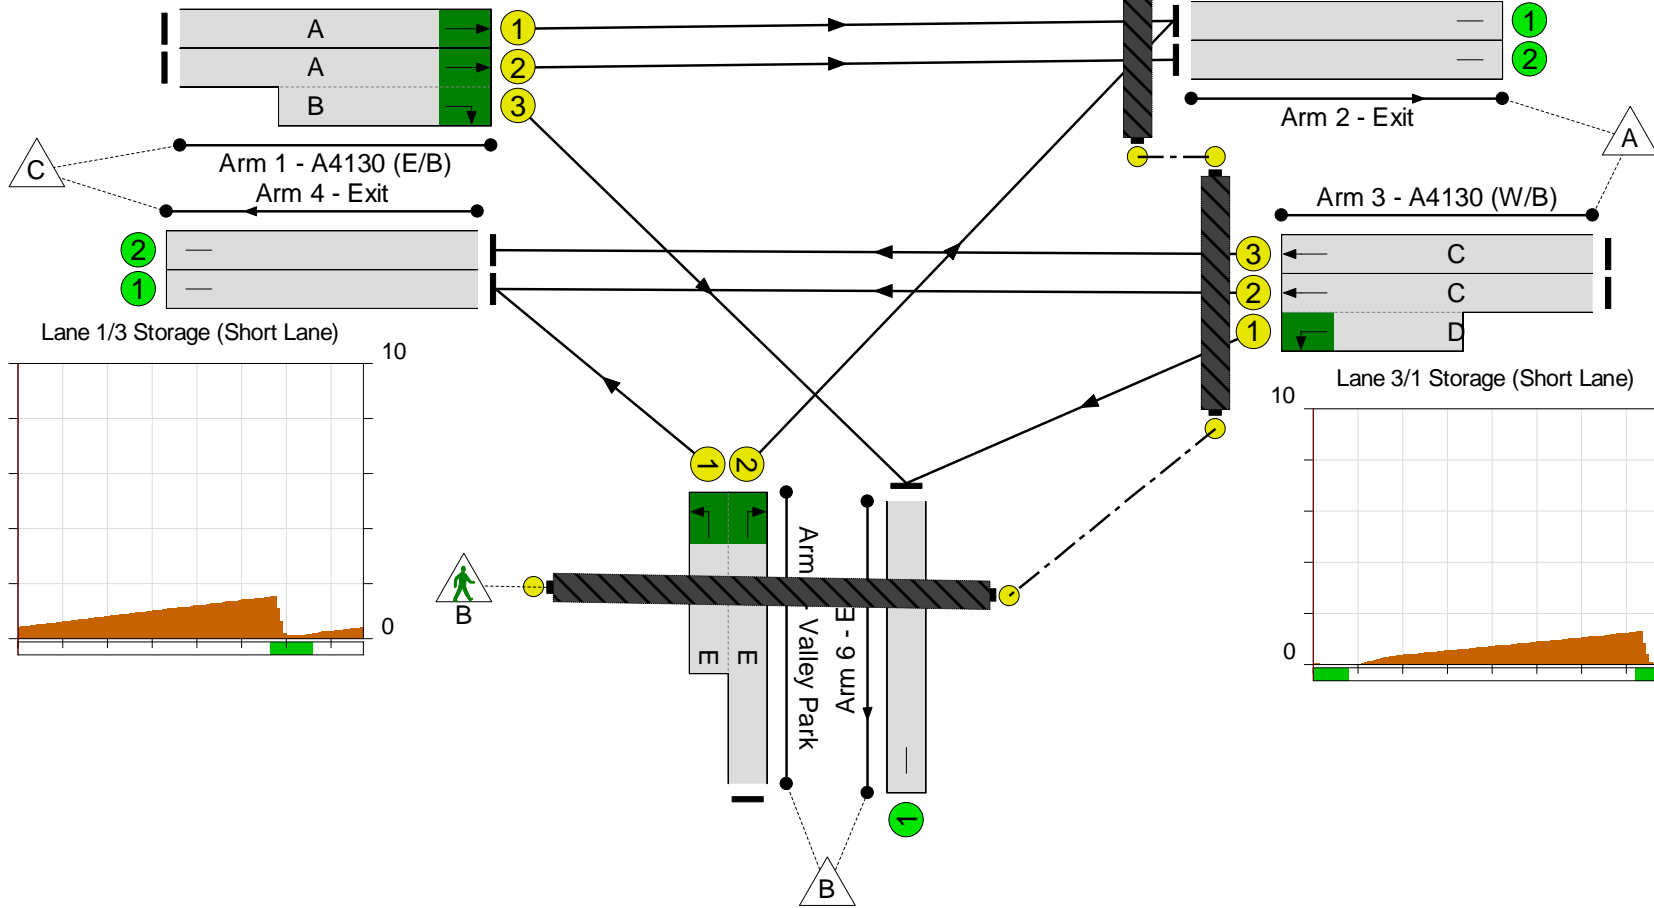 A
1
A
2
B
3
1
2
Arm 2 - Exit
A
C
Arm 1 - A4130 (E/B)
Arm 4 - Exit
Arm 3 - A4130 (W/B)
2
1
3
C
2
C
1
D
Lane 1/3 Storage (Short Lane)
10
0
Lane 3/1 Storage (Short Lane)
10
0
1
2
E
E
Arm
Valley Park
Arm 6 - E
B
1
B